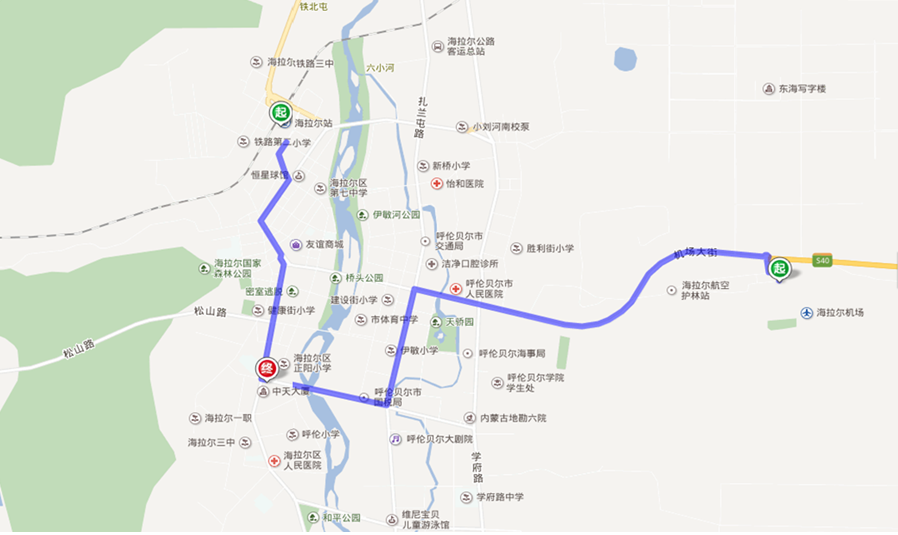 铁北屯
海拉尔公路
客运总站
海拉尔铁路三中
六小河
东海写字楼
扎兰屯路
起
海拉尔站
小刘河南校泵
铁路第二小学
新桥小学
恒星球馆
海拉尔区
第七中学
怡和医院
伊敏河公园
呼伦贝尔市
交通局
友谊商城
胜利街小学
机场大街
海拉尔国家
森林公园
洁净口腔诊所
起
S40
桥头公园
密室逃脱
呼伦贝尔市
人民医院
海拉尔航空
护林站
建设街小学
健康街小学
松山路
市体育中学
天骄园
海拉尔机场
松山路
伊敏小学
呼伦贝尔海事局
终
海拉尔区
正阳小学
呼伦贝尔学院
学生处
中天大厦
呼伦贝尔市
国税局
海拉尔一职
内蒙古地勘六院
呼伦小学
海拉尔三中
呼伦贝尔大剧院
海拉尔区
人民医院
学府路
学府路中学
和平公园
维尼宝贝
儿童游泳馆